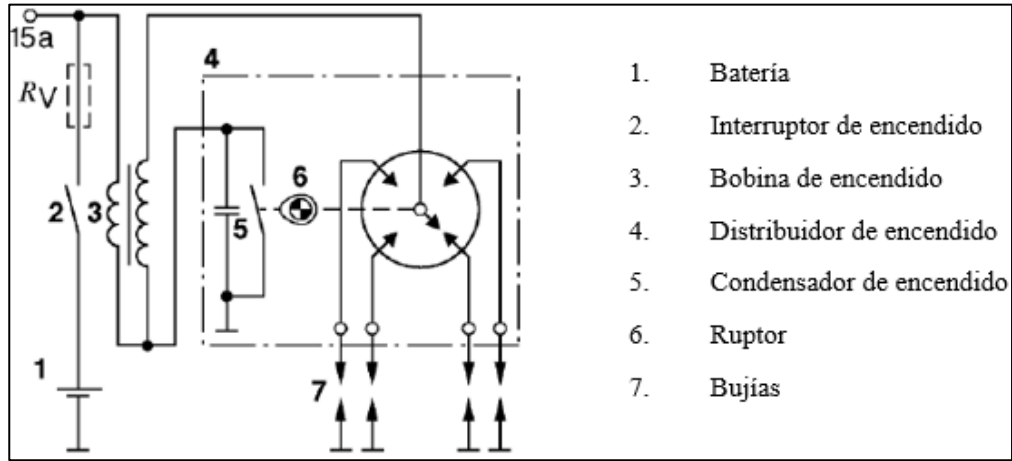 15a
4
RV
6
2
3
5
1
7
1. Batería
2. Interruptor de encendido
3. Bobina de encendido
4. Distribuidor de encendido
5. Condensador de encendido
6. Ruptor
7. Bujías